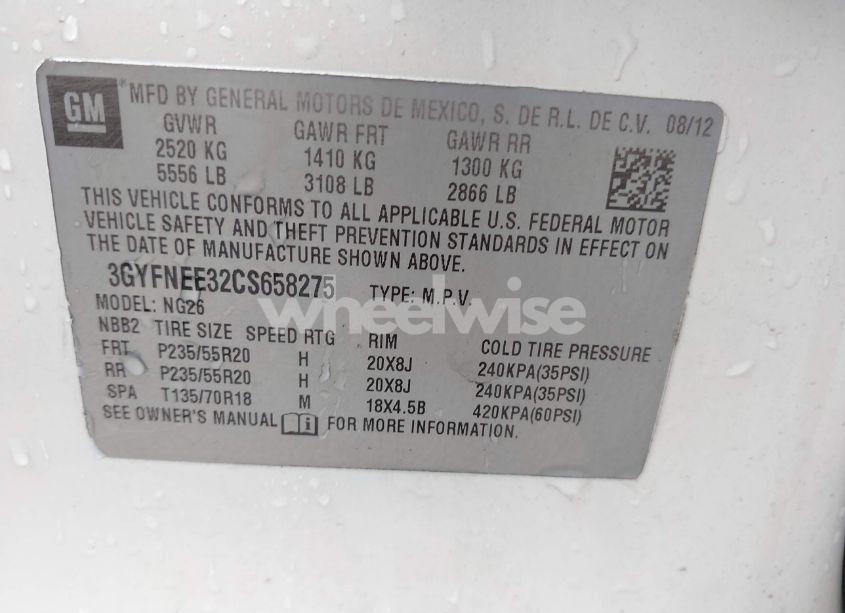 GM
MFD BY GENERAL MOTORS DE MEXICO, S. DE R.L. DE C.V. 08/12
GVWR GAWR FRT GAWR RR
2520 KG 1410 KG 1300 KG
5556 LB 3108 LB 2866 LB
THIS VEHICLE CONFORMS TO ALL APPLICABLE U.S. FEDERAL MOTOR
VEHICLE SAFETY AND THEFT PREVENTION STANDARDS IN EFFECT ON
THE DATE OF MANUFACTURE SHOWN ABOVE.
3GYFNEE32CS658275 TYPE: M.P.V.
MODEL: NG26
wheelwise
NBB2 TIRE SIZE SPEED RTG RIM COLD TIRE PRESSURE
FRT P235/55R20 H 20X8J 240KPA(35PSI)
RR P235/55R20 H 20X8J 240KPA(35PSI)
SPA T135/70R18 M 18X4.5B 420KPA(60PSI)
SEE OWNER'S MANUAL FOR MORE INFORMATION.